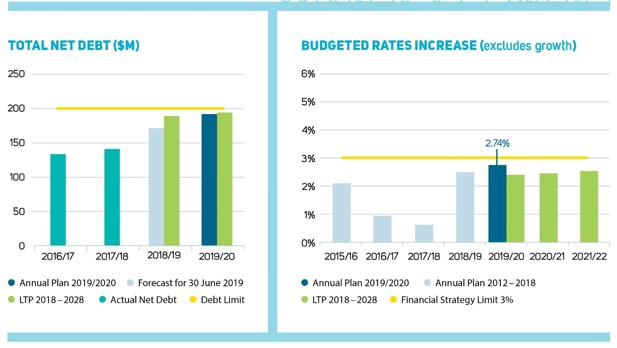 TOTAL NET DEBT ($M)
250
200
150
100
50
0
2016/17 2017/18 2018/19 2019/20
Annual Plan 2019/2020 Forecast for 30 June 2019
LTP 2018 – 2028 Actual Net Debt Debt Limit
BUDGETED RATES INCREASE (excludes growth)
6%
5%
4%
2.74%
3%
2%
1%
0%
2015/16 2016/17 2017/18 2018/19 2019/20 2020/21 2021/22
Annual Plan 2019/2020 Annual Plan 2012 – 2018
LTP 2018 – 2028 Financial Strategy Limit 3%